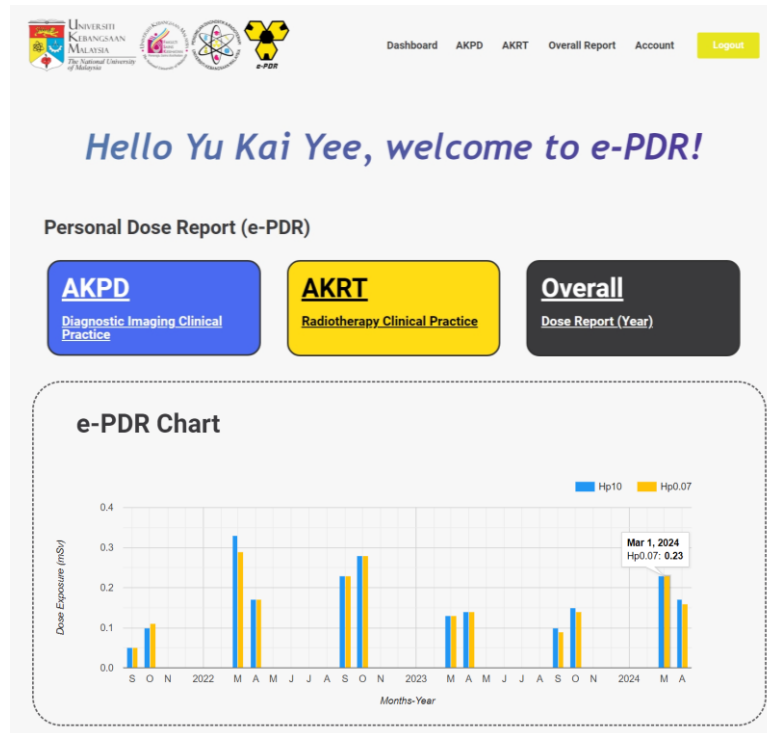 UNIVERSITI
KEBANGSAAN
MALAYSIA
The National University
of Malaysia
e-PDR
Dashboard AKPD AKRT Overall Report Account Logout
Hello Yu Kai Yee, welcome to e-PDR!
Personal Dose Report (e-PDR)
AKPD
Diagnostic Imaging Clinical
Practice
AKRT
Radiotherapy Clinical Practice
Overall
Dose Report (Year)
e-PDR Chart
Hp10 Hp0.07
Dose Exposure (mSv)
0.4
0.3
0.2
0.1
0.0
Mar 1, 2024
Hp0.07: 0.23
S O N 2022 M A M J J A S O N 2023 M A M J J A S O N 2024 M A
Months-Year